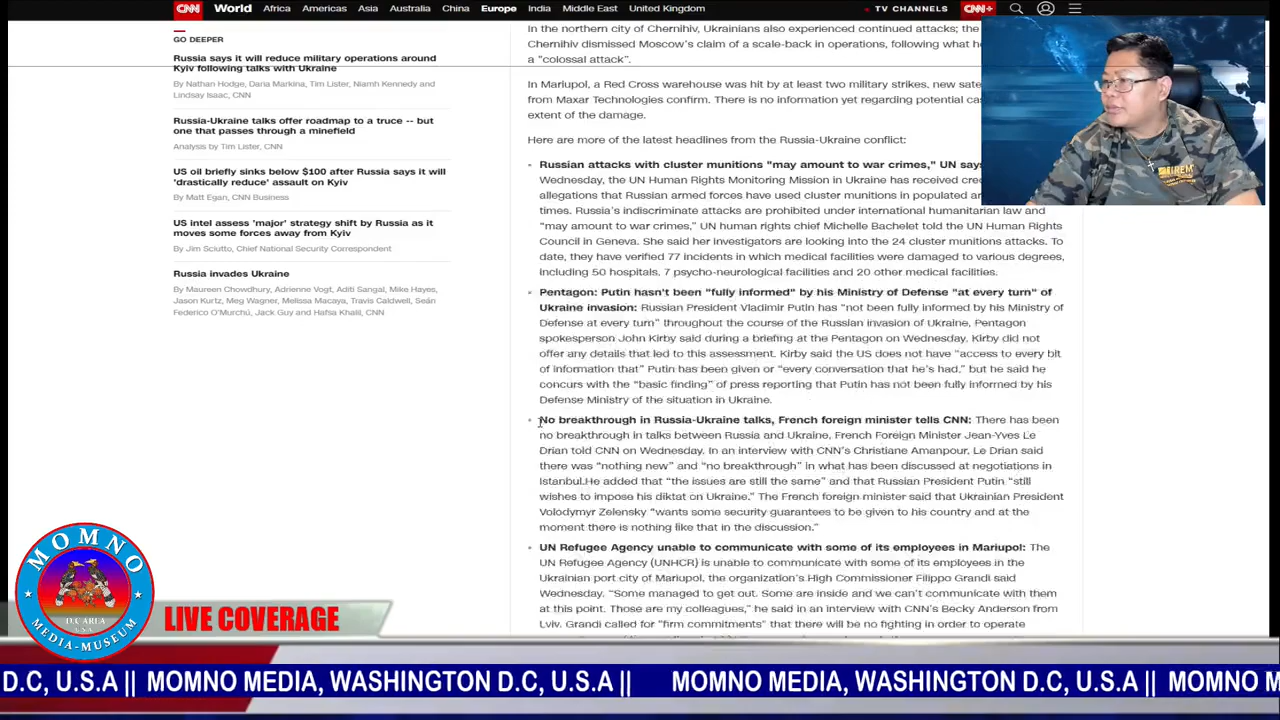 CNN World Africa Americas Asia Australia China Europe India Middle East United Kingdom TV CHANNELS CNN+
GO DEEPER
Russia says it will reduce military operations around
Kyiv following talks with Ukraine
By Nathan Hodge, Daria Markina, Tim Lister, Niamh Kennedy and
Lindsay Isaac, CNN
Russia-Ukraine talks offer roadmap to a truce -- but
one that passes through a minefield
Analysis by Tim Lister, CNN
US oil briefly sinks below $100 after Russia says it will
'drastically reduce' assault on Kyiv
By Matt Egan, CNN Business
US intel assess 'major' strategy shift by Russia as it
moves some forces away from Kyiv
By Jim Sciutto, Chief National Security Correspondent
Russia invades Ukraine
By Maureen Chowdhury, Adrienne Vogt, Aditi Sangal, Mike Hayes,
Jason Kurtz, Meg Wagner, Melissa Macaya, Travis Caldwell, Seán
Federico O'Murchú, Jack Guy and Hafsa Khalil, CNN
In the northern city of Chernihiv, Ukrainians also experienced continued attacks; the
Chernihiv dismissed Moscow's claim of a scale-back in operations, following what
a "colossal attack".
In Mariupol, a Red Cross warehouse was hit by at least two military strikes, new
from Maxar Technologies confirm. There is no information yet regarding potential
extent of the damage.
Here are more of the latest headlines from the Russia-Ukraine conflict:
Russian attacks with cluster munitions "may amount to war crimes," UN
Wednesday, the UN Human Rights Monitoring Mission in Ukraine has received
allegations that Russian armed forces have used cluster munitions in populated
times. Russia's indiscriminate attacks are prohibited under international humanitarian law and
"may amount to war crimes," UN human rights chief Michelle Bachelet told the UN Human Rights
Council in Geneva. She said her investigators are looking into the 24 cluster munitions attacks. To
date, they have verified 77 incidents in which medical facilities were damaged to various degrees,
including 50 hospitals, 7 psycho-neurological facilities and 20 other medical facilities.
Pentagon: Putin hasn't been "fully informed" by his Ministry of Defense "at every turn" of
Ukraine invasion: Russian President Vladimir Putin has "not been fully informed by his Ministry of
Defense at every turn" throughout the course of the Russian invasion of Ukraine, Pentagon
spokesperson John Kirby said during a briefing at the Pentagon on Wednesday. Kirby did not
offer any details that led to this assessment. Kirby said the US does not have "access to every bit
of information that" Putin has been given or "every conversation that he's had," but he said he
concurs with the "basic finding" of press reporting that Putin has not been fully informed by his
Defense Ministry of the situation in Ukraine.
No breakthrough in Russia-Ukraine talks, French foreign minister tells CNN: There has been
no breakthrough in talks between Russia and Ukraine, French Foreign Minister Jean-Yves Le
Drian told CNN on Wednesday. In an interview with CNN's Christiane Amanpour, Le Drian said
there was "nothing new" and "no breakthrough" in what has been discussed at negotiations in
Istanbul.He added that "the issues are still the same" and that Russian President Putin "still
wishes to impose his diktat on Ukraine." The French foreign minister said that Ukrainian President
Volodymyr Zelensky "wants some security guarantees to be given to his country and at the
moment there is nothing like that in the discussion."
UN Refugee Agency unable to communicate with some of its employees in Mariupol: The
UN Refugee Agency (UNHCR) is unable to communicate with some of its employees in the
Ukrainian port city of Mariupol, the organization's High Commissioner Filippo Grandi said
Wednesday. "Some managed to get out. Some are inside and we can't communicate with them
at this point. Those are my colleagues," he said in an interview with CNN's Becky Anderson from
Lviv. Grandi called for "firm commitments" that there will be no fighting in order to operate
MOMNO
D.C ARLA
U.S.A
MEDIA-MUSEUM
LIVE COVERAGE
D.C, U.S.A || MOMNO MEDIA, WASHINGTON D.C, U.S.A || MOMNO MEDIA, WASHINGTON D.C, U.S.A || MOMNO